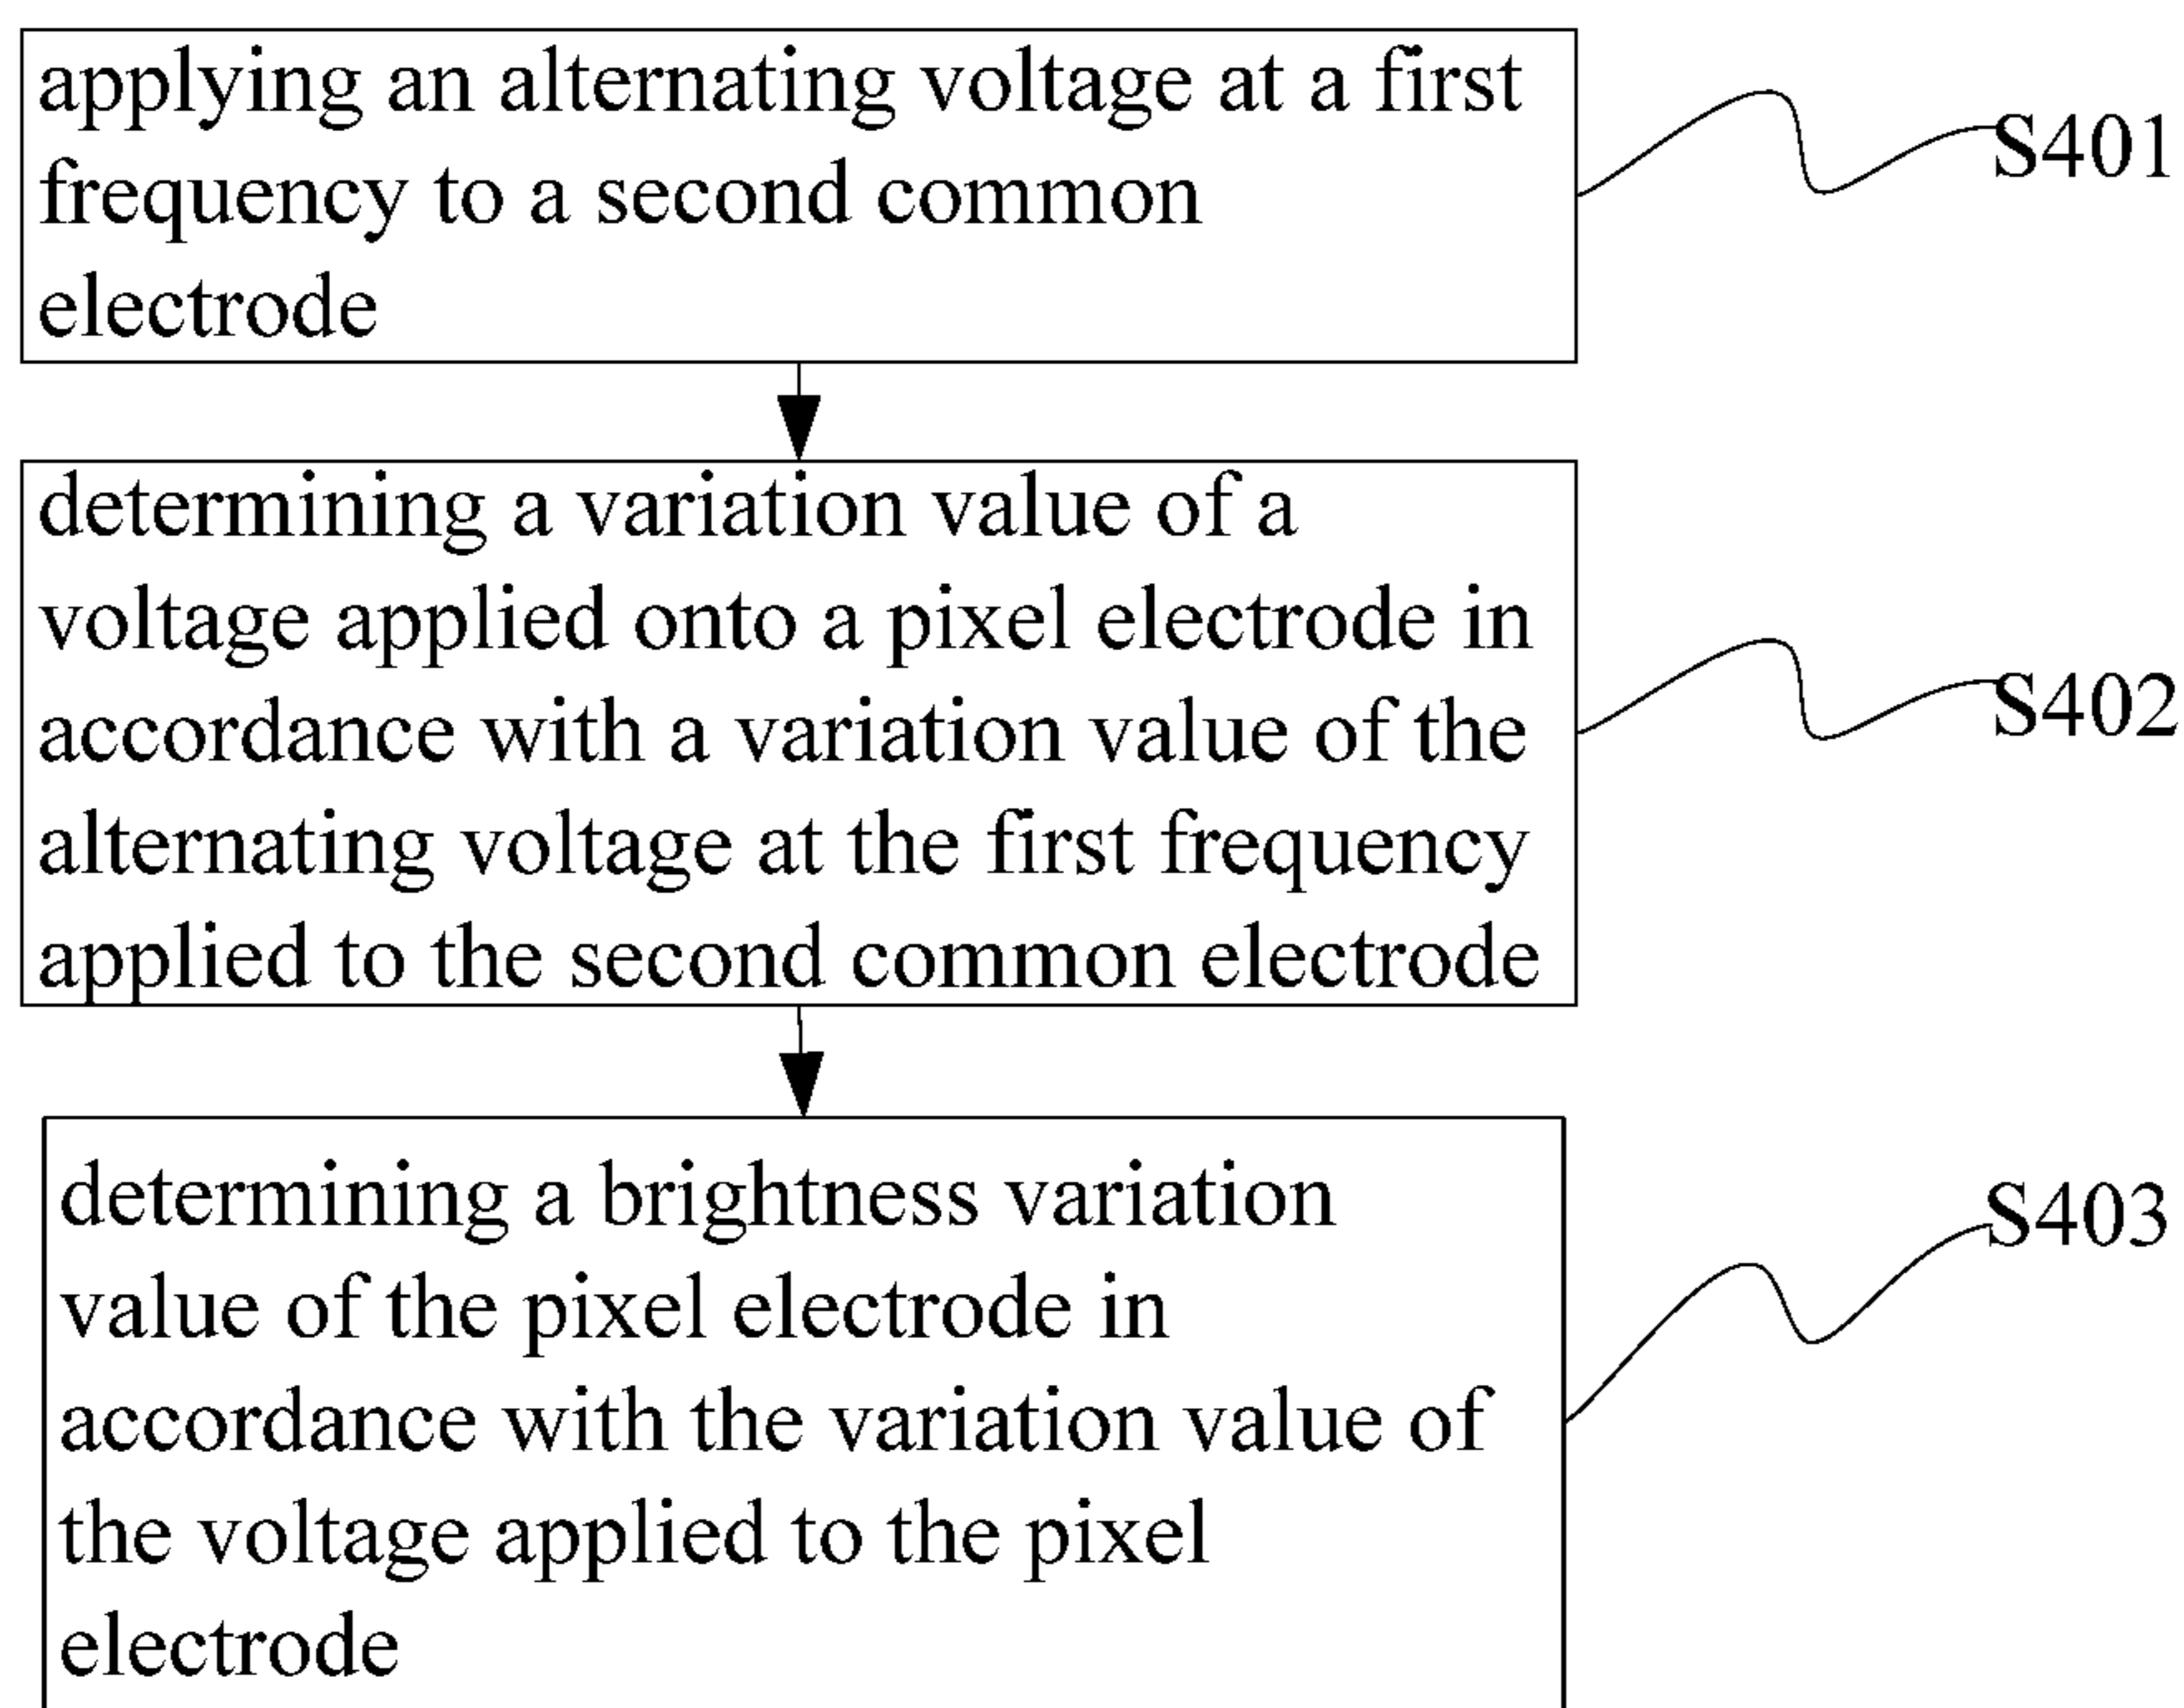 applying an alternating voltage at a first
frequency to a second common
electrode
S401
determining a variation value of a
voltage applied onto a pixel electrode in
accordance with a variation value of the
alternating voltage at the first frequency
applied to the second common electrode
S402
determining a brightness variation
value of the pixel electrode in
accordance with the variation value of
the voltage applied to the pixel
electrode
S403